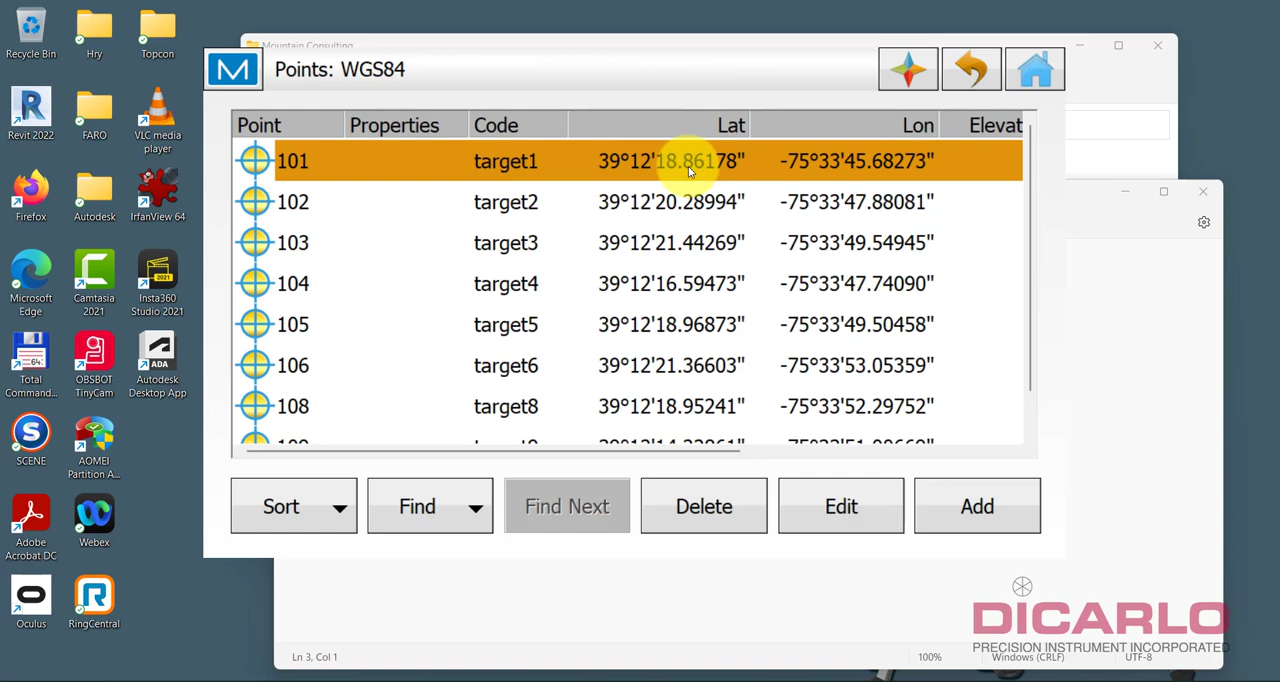 Recycle Bin
Hry
Topcon
Revit 2022
FARO
VLC media player
Firefox
Autodesk
IrfanView 64
Microsoft Edge
Camtasia 2021
Insta360 Studio 2021
Total Comman...
OBSBOT TinyCam
Autodesk Desktop App
SCENE
AOMEI Partition A...
Adobe Acrobat DC
Webex
Oculus
RingCentral
Mountain Consulting
Points: WGS84
Point Properties Code Lat Lon Elevat
101 target1 39°12'18.86178" -75°33'45.68273"
102 target2 39°12'20.28994" -75°33'47.88081"
103 target3 39°12'21.44269" -75°33'49.54945"
104 target4 39°12'16.59473" -75°33'47.74090"
105 target5 39°12'18.96873" -75°33'49.50458"
106 target6 39°12'21.36603" -75°33'53.05359"
108 target8 39°12'18.95241" -75°33'52.29752"
Sort Find Find Next Delete Edit Add
DICARLO
PRECISION INSTRUMENT INCORPORATED
Ln 3, Col 1 100% Windows (CRLF) UTF-8